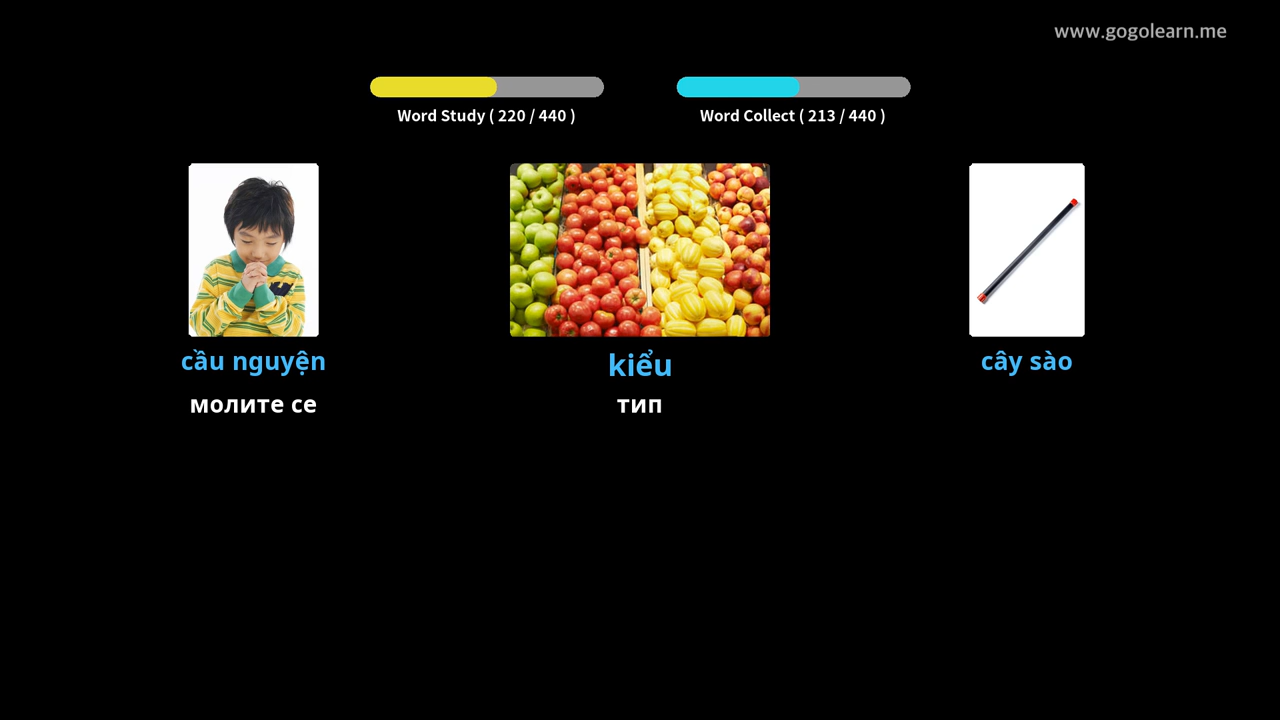 www.gogolearn.me
Word Study ( 220 / 440 )
Word Collect ( 213 / 440 )
cầu nguyện
kiểu
cây sào
молите се
тип